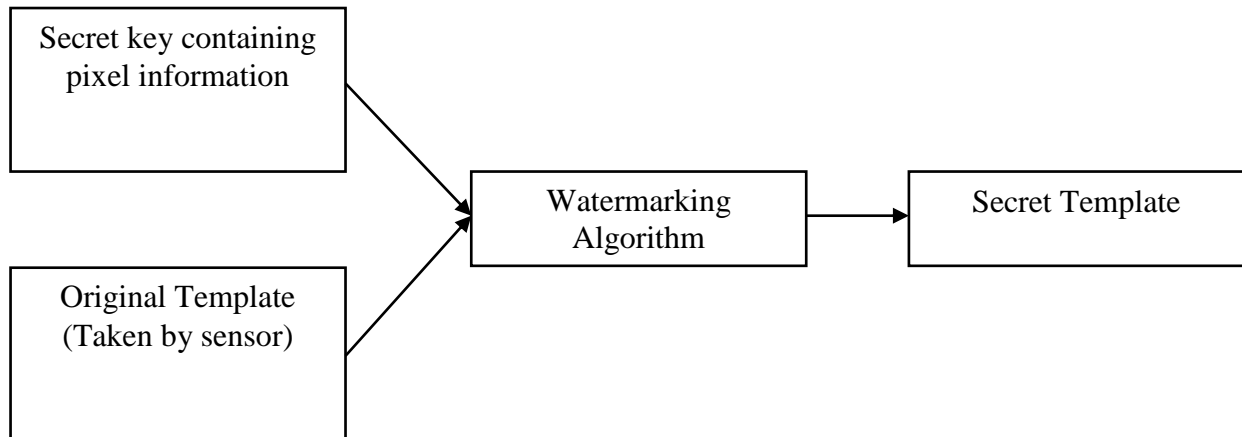 Secret key containing
pixel information
Original Template
(Taken by sensor)
Watermarking
Algorithm
Secret Template